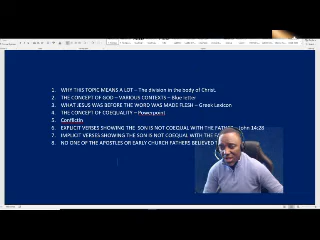 1. WHY THIS TOPIC MEANS A LOT – The division in the body of Christ.
2. THE CONCEPT OF GOD – VARIOUS CONTEXTS – Blue letter
3. WHAT JESUS WAS BEFORE THE WORD WAS MADE FLESH – Greek Lexicon
4. THE CONCEPT OF COEQUALITY – Powerpoint
5. Conflictin
6. EXPLICIT VERSES SHOWING THE SON IS NOT COEQUAL WITH THE FATHER – John 14:28
7. IMPLICIT VERSES SHOWING THE SON IS NOT COEQUAL WITH THE
8. NO ONE OF THE APOSTLES OR EARLY CHURCH FATHERS BELIEVED